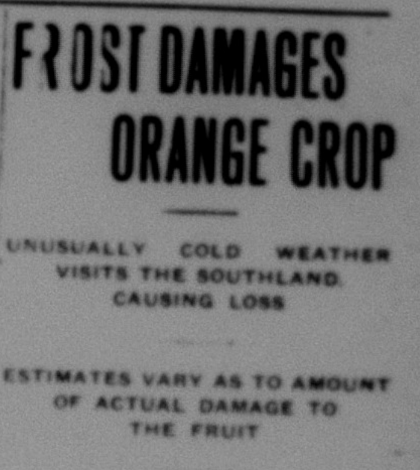 FROST DAMAGES
ORANGE CROP
UNUSUALLY COLD WEATHER
VISITS THE SOUTHLAND.
CAUSING LOSS
ESTIMATES VARY AS TO AMOUNT
OF ACTUAL DAMAGE TO
THE FRUIT